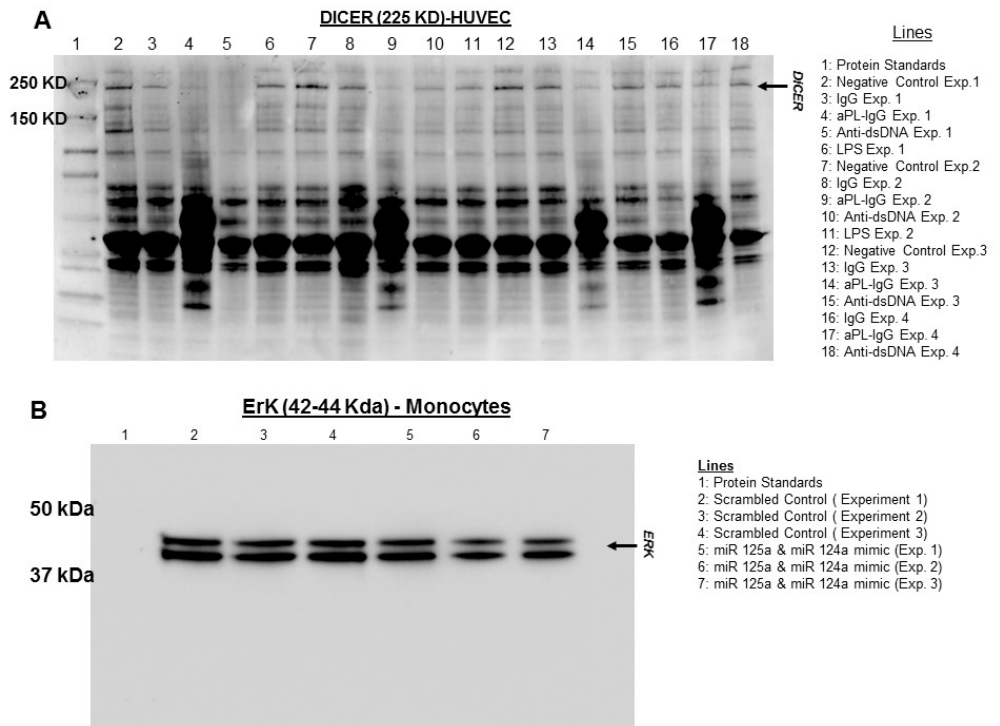 A
DICER (225 KD)-HUVEC
1 2 3 4 5 6 7 8 9 10 11 12 13 14 15 16 17 18
250 KD
150 KD
DICER
Lines
1: Protein Standards
2: Negative Control Exp.1
3: IgG Exp. 1
4: aPL-IgG Exp. 1
5: Anti-dsDNA Exp. 1
6: LPS Exp. 1
7: Negative Control Exp.2
8: IgG Exp. 2
9: aPL-IgG Exp. 2
10: Anti-dsDNA Exp. 2
11: LPS Exp. 2
12: Negative Control Exp.3
13: IgG Exp. 3
14: aPL-IgG Exp. 3
15: Anti-dsDNA Exp. 3
16: IgG Exp. 4
17: aPL-IgG Exp. 4
18: Anti-dsDNA Exp. 4
B
ErK (42-44 Kda) - Monocytes
1 2 3 4 5 6 7
50 kDa
37 kDa
ERK
Lines
1: Protein Standards
2: Scrambled Control ( Experiment 1)
3: Scrambled Control ( Experiment 2)
4: Scrambled Control ( Experiment 3)
5: miR 125a & miR 124a mimic (Exp. 1)
6: miR 125a & miR 124a mimic (Exp. 2)
7: miR 125a & miR 124a mimic (Exp. 3)